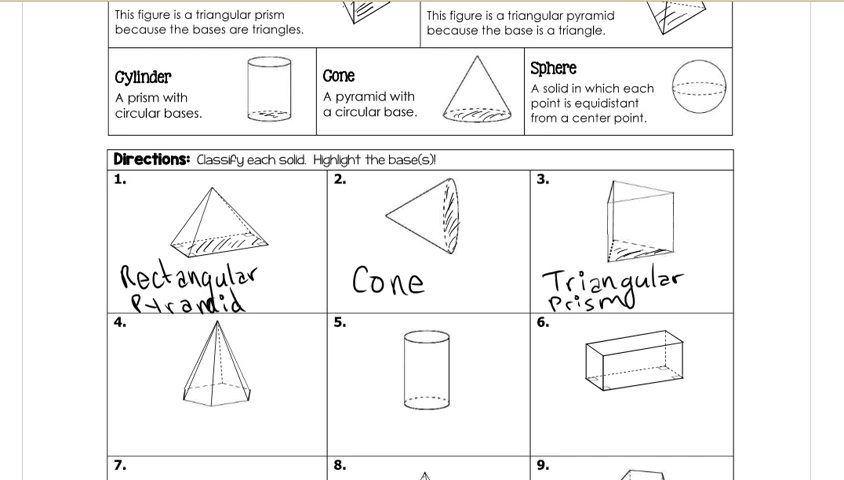 This figure is a triangular prism
because the bases are triangles.
This figure is a triangular pyramid
because the base is a triangle.
Cylinder
A prism with
circular bases.
Cone
A pyramid with
a circular base.
Sphere
A solid in which each
point is equidistant
from a center point.
Directions: Classify each solid. Highlight the base(s)!
1.
Rectangular
Pyramid
2.
Cone
3.
Triangular
Prism
4.
5.
6.
7.
8.
9.